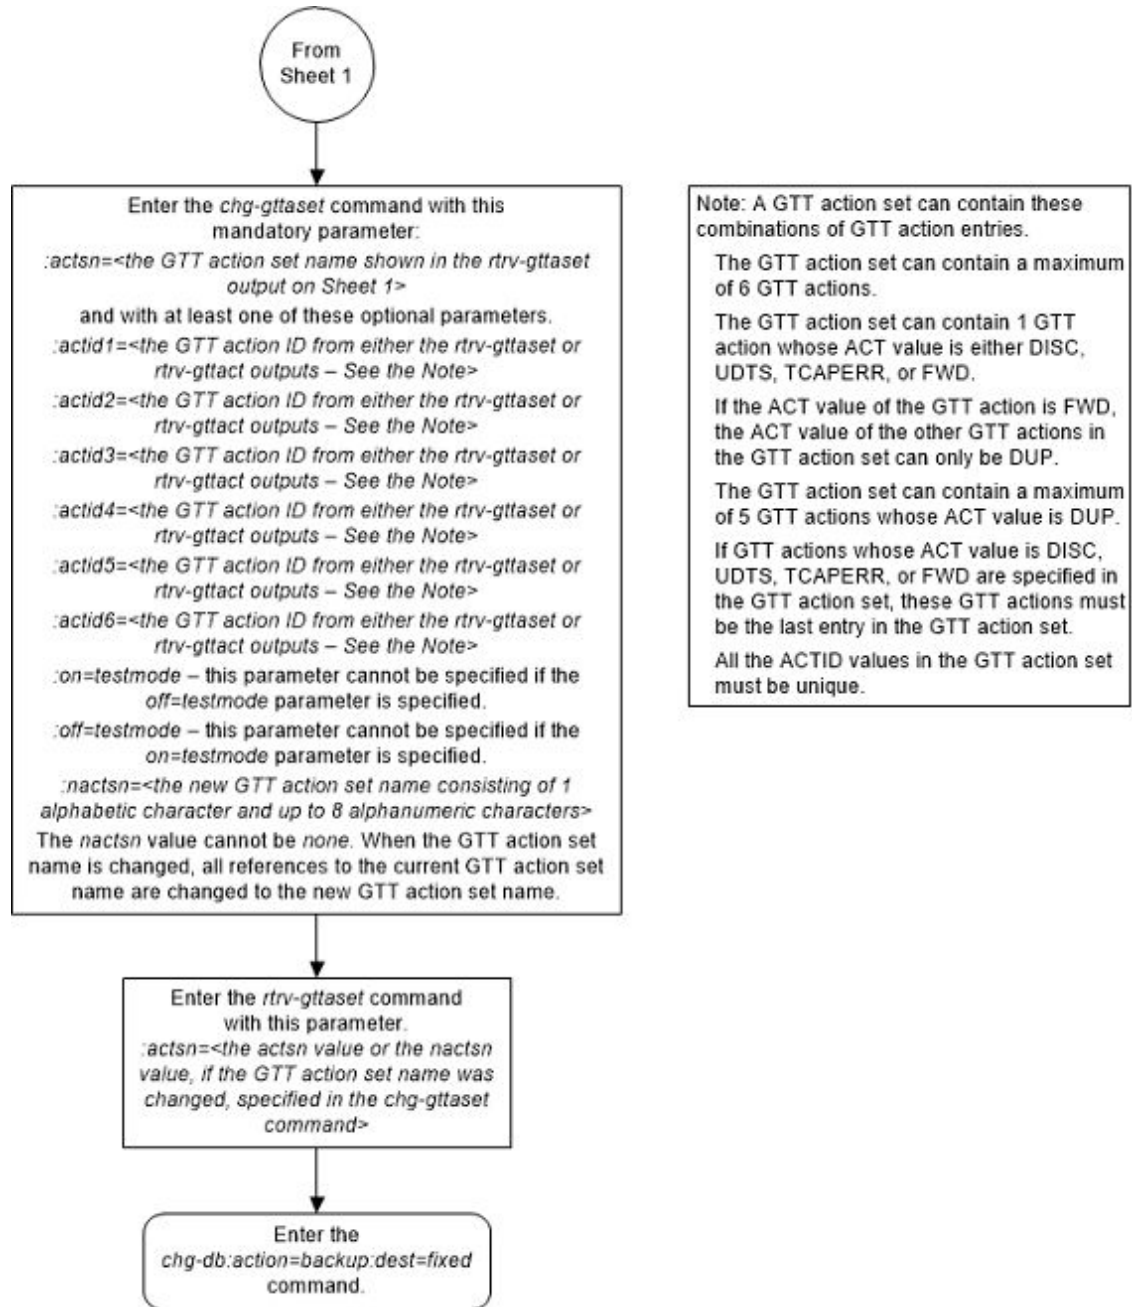 From
Sheet 1
Enter the chg-gttaset command with this
mandatory parameter:
:actsn=<the GTT action set name shown in the rtrv-gttaset
output on Sheet 1>
and with at least one of these optional parameters.
:actid1=<the GTT action ID from either the rtrv-gttaset or
rtrv-gttact outputs – See the Note>
:actid2=<the GTT action ID from either the rtrv-gttaset or
rtrv-gttact outputs – See the Note>
:actid3=<the GTT action ID from either the rtrv-gttaset or
rtrv-gttact outputs – See the Note>
:actid4=<the GTT action ID from either the rtrv-gttaset or
rtrv-gttact outputs – See the Note>
:actid5=<the GTT action ID from either the rtrv-gttaset or
rtrv-gttact outputs – See the Note>
:actid6=<the GTT action ID from either the rtrv-gttaset or
rtrv-gttact outputs – See the Note>
:on=testmode – this parameter cannot be specified if the
off=testmode parameter is specified.
:off=testmode – this parameter cannot be specified if the
on=testmode parameter is specified.
:nactsn=<the new GTT action set name consisting of 1
alphabetic character and up to 8 alphanumeric characters>
The nactsn value cannot be none. When the GTT action set
name is changed, all references to the current GTT action set
name are changed to the new GTT action set name.
Note: A GTT action set can contain these
combinations of GTT action entries.
The GTT action set can contain a maximum
of 6 GTT actions.
The GTT action set can contain 1 GTT
action whose ACT value is either DISC,
UDTS, TCAPERR, or FWD.
If the ACT value of the GTT action is FWD,
the ACT value of the other GTT actions in
the GTT action set can only be DUP.
The GTT action set can contain a maximum
of 5 GTT actions whose ACT value is DUP.
If GTT actions whose ACT value is DISC,
UDTS, TCAPERR, or FWD are specified in
the GTT action set, these GTT actions must
be the last entry in the GTT action set.
All the ACTID values in the GTT action set
must be unique.
Enter the rtrv-gttaset command
with this parameter.
:actsn=<the actsn value or the nactsn
value, if the GTT action set name was
changed, specified in the chg-gttaset
command>
Enter the
chg-db:action=backup:dest=fixed
command.